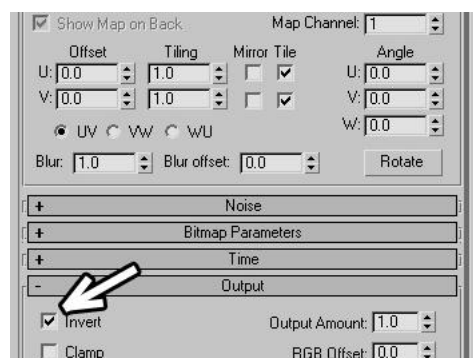 Show Map on Back Map Channel: 1
Offset Tiling Mirror Tile Angle
U: 0.0 1.0 U: 0.0
V: 0.0 1.0 V: 0.0
UV VW WU W: 0.0
Blur: 1.0 Blur offset: 0.0 Rotate
+ Noise
+ Bitmap Parameters
+ Time
- Output
Invert Output Amount: 1.0
Clamp RGB Offset: 0.0